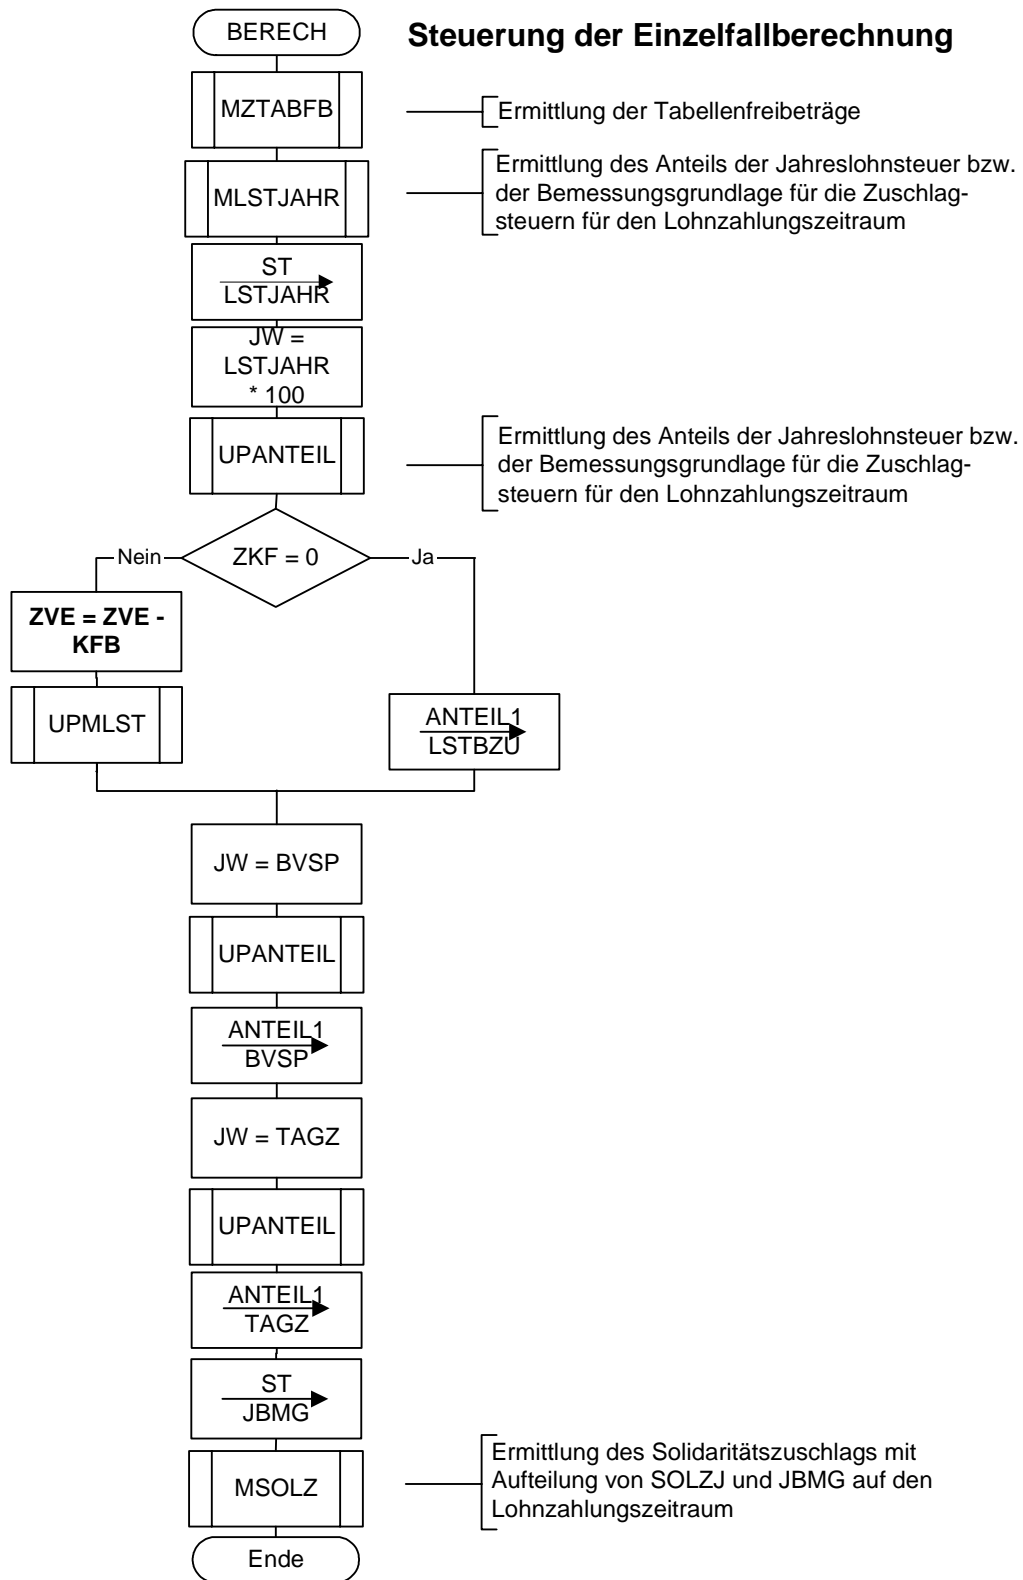 BERECH
Steuerung der Einzelfallberechnung
MZTABFB
Ermittlung der Tabellenfreibeträge
MLSTJAHR
Ermittlung des Anteils der Jahreslohnsteuer bzw.
der Bemessungsgrundlage für die Zuschlag-
steuern für den Lohnzahlungszeitraum
ST
LSTJAHR
JW =
LSTJAHR
* 100
UPANTEIL
Ermittlung des Anteils der Jahreslohnsteuer bzw.
der Bemessungsgrundlage für die Zuschlag-
steuern für den Lohnzahlungszeitraum
Nein
ZKF = 0
Ja
ZVE = ZVE -
KFB
UPMLST
ANTEIL1
LSTBZU
JW = BVSP
UPANTEIL
ANTEIL1
BVSP
JW = TAGZ
UPANTEIL
ANTEIL1
TAGZ
ST
JBMG
MSOLZ
Ermittlung des Solidaritätszuschlags mit
Aufteilung von SOLZJ und JBMG auf den
Lohnzahlungszeitraum
Ende